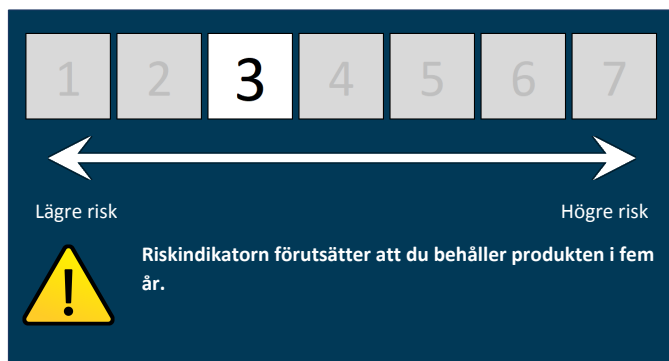 1 2 3 4 5 6 7
Lägre risk Högre risk
Riskindikatorn förutsätter att du behåller produkten i fem
år.